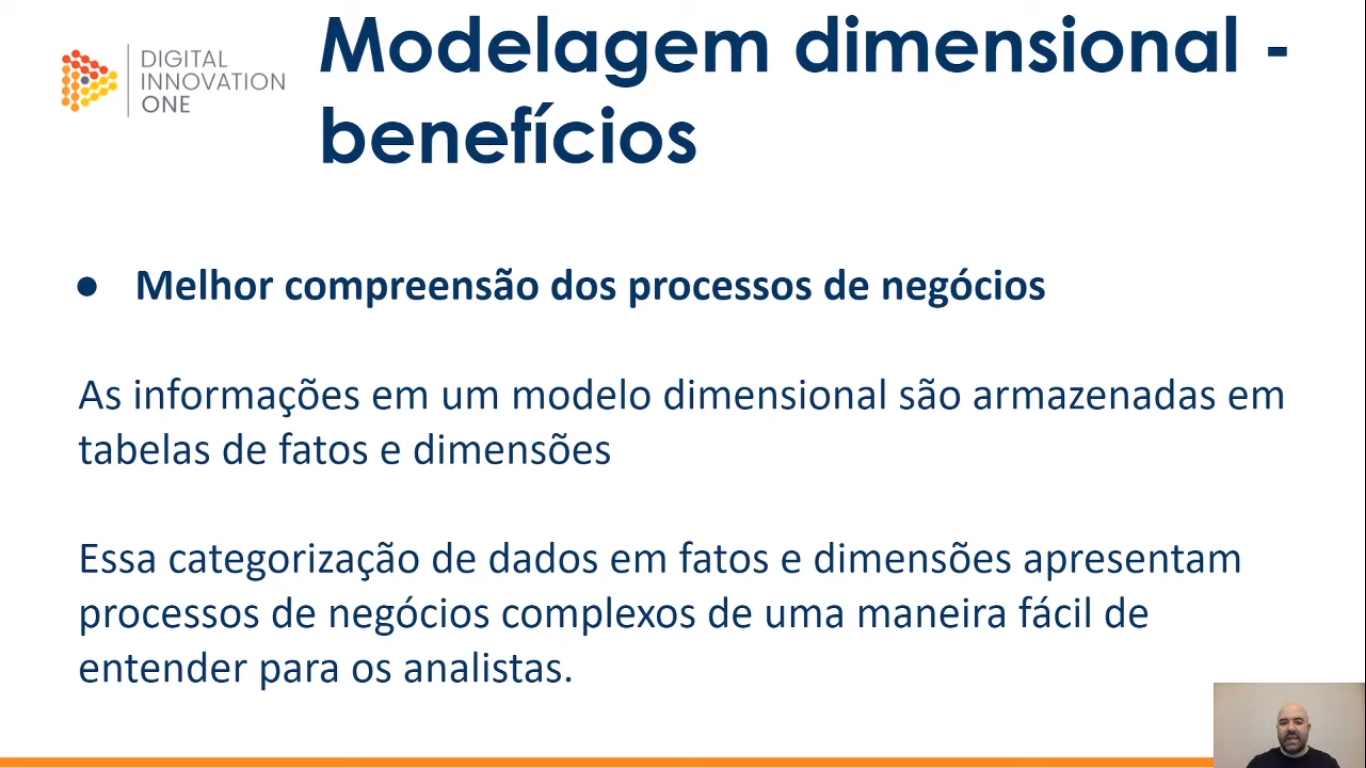 DIGITAL
INNOVATION
ONE
Modelagem dimensional -
benefícios
● Melhor compreensão dos processos de negócios
As informações em um modelo dimensional são armazenadas em
tabelas de fatos e dimensões
Essa categorização de dados em fatos e dimensões apresentam
processos de negócios complexos de uma maneira fácil de
entender para os analistas.